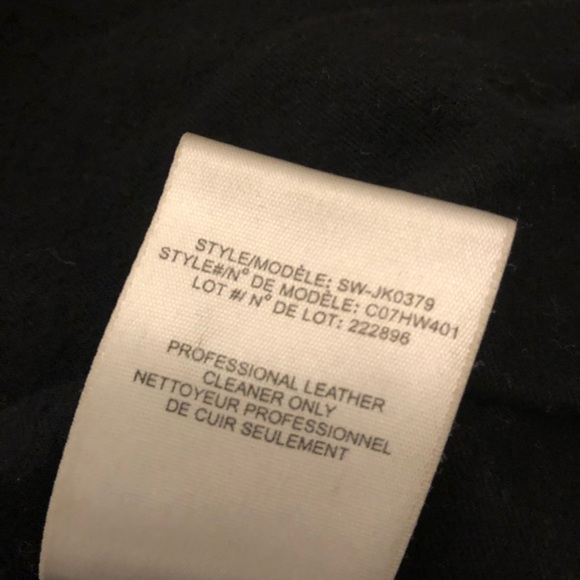 STYLE/MODÈLE: SW-JK0379
STYLE#/N° DE MODÈLE: C07HW401
LOT #/ N° DE LOT: 222896
PROFESSIONAL LEATHER
CLEANER ONLY
NETTOYEUR PROFESSIONNEL
DE CUIR SEULEMENT